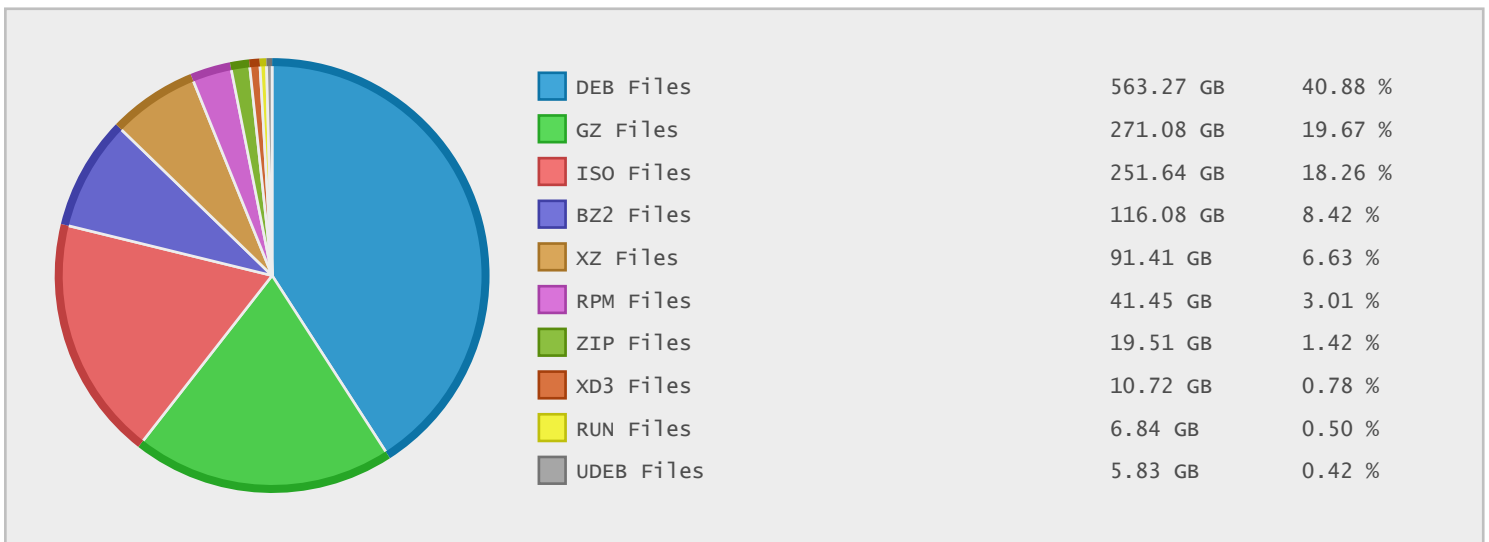 DEB Files 563.27 GB 40.88 %
GZ Files 271.08 GB 19.67 %
ISO Files 251.64 GB 18.26 %
BZ2 Files 116.08 GB 8.42 %
XZ Files 91.41 GB 6.63 %
RPM Files 41.45 GB 3.01 %
ZIP Files 19.51 GB 1.42 %
XD3 Files 10.72 GB 0.78 %
RUN Files 6.84 GB 0.50 %
UDEB Files 5.83 GB 0.42 %